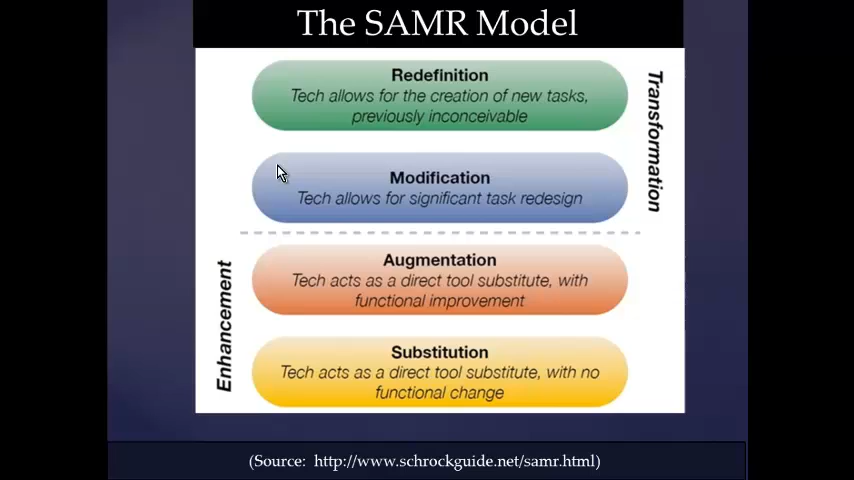 The SAMR Model
Redefinition
Tech allows for the creation of new tasks,
previously inconceivable
Transformation
Modification
Tech allows for significant task redesign
Augmentation
Tech acts as a direct tool substitute, with
functional improvement
Enhancement
Substitution
Tech acts as a direct tool substitute, with no
functional change
(Source:  http://www.schrockguide.net/samr.html)